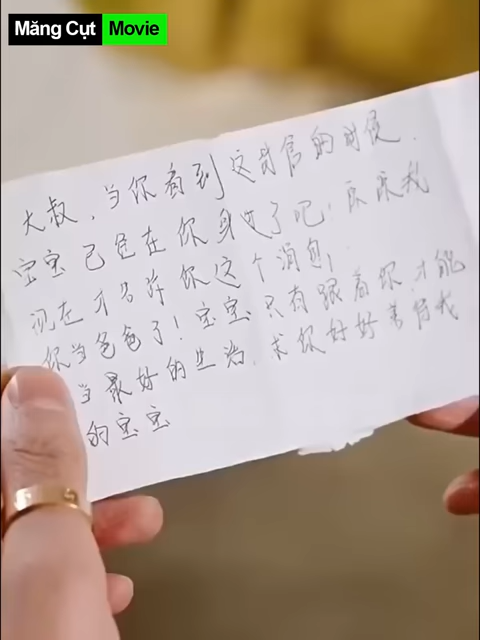 Măng Cụt Movie
大叔、当你看到这封信的时候.
宝宝已经在你身边了吧!原谅我
现在才告诉你这个消息,
你当爸爸了!宝宝只有跟着你才能
当最好的生活.求你好好善待我
的宝宝